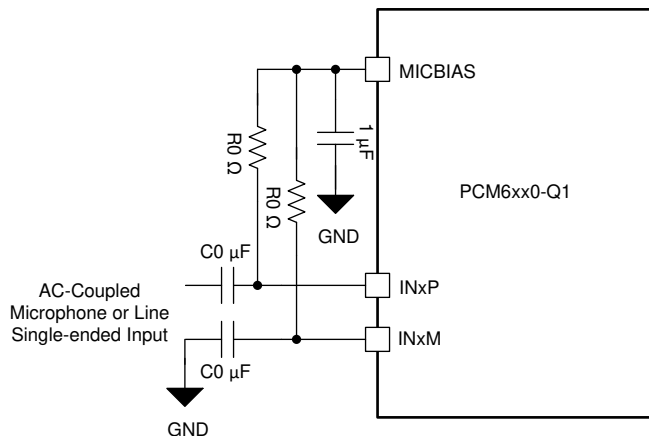 MICBIAS
R0 Ω
R0 Ω
1 µF
GND
PCM6xx0-Q1
C0 µF
AC-Coupled
Microphone or Line
Single-ended Input
INxP
INxM
C0 µF
GND